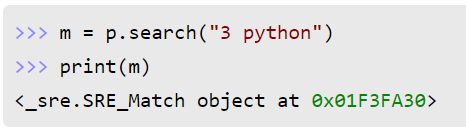 >>> m = p.search("3 python")
>>> print(m)
<_sre.SRE_Match object at 0x01F3FA30>